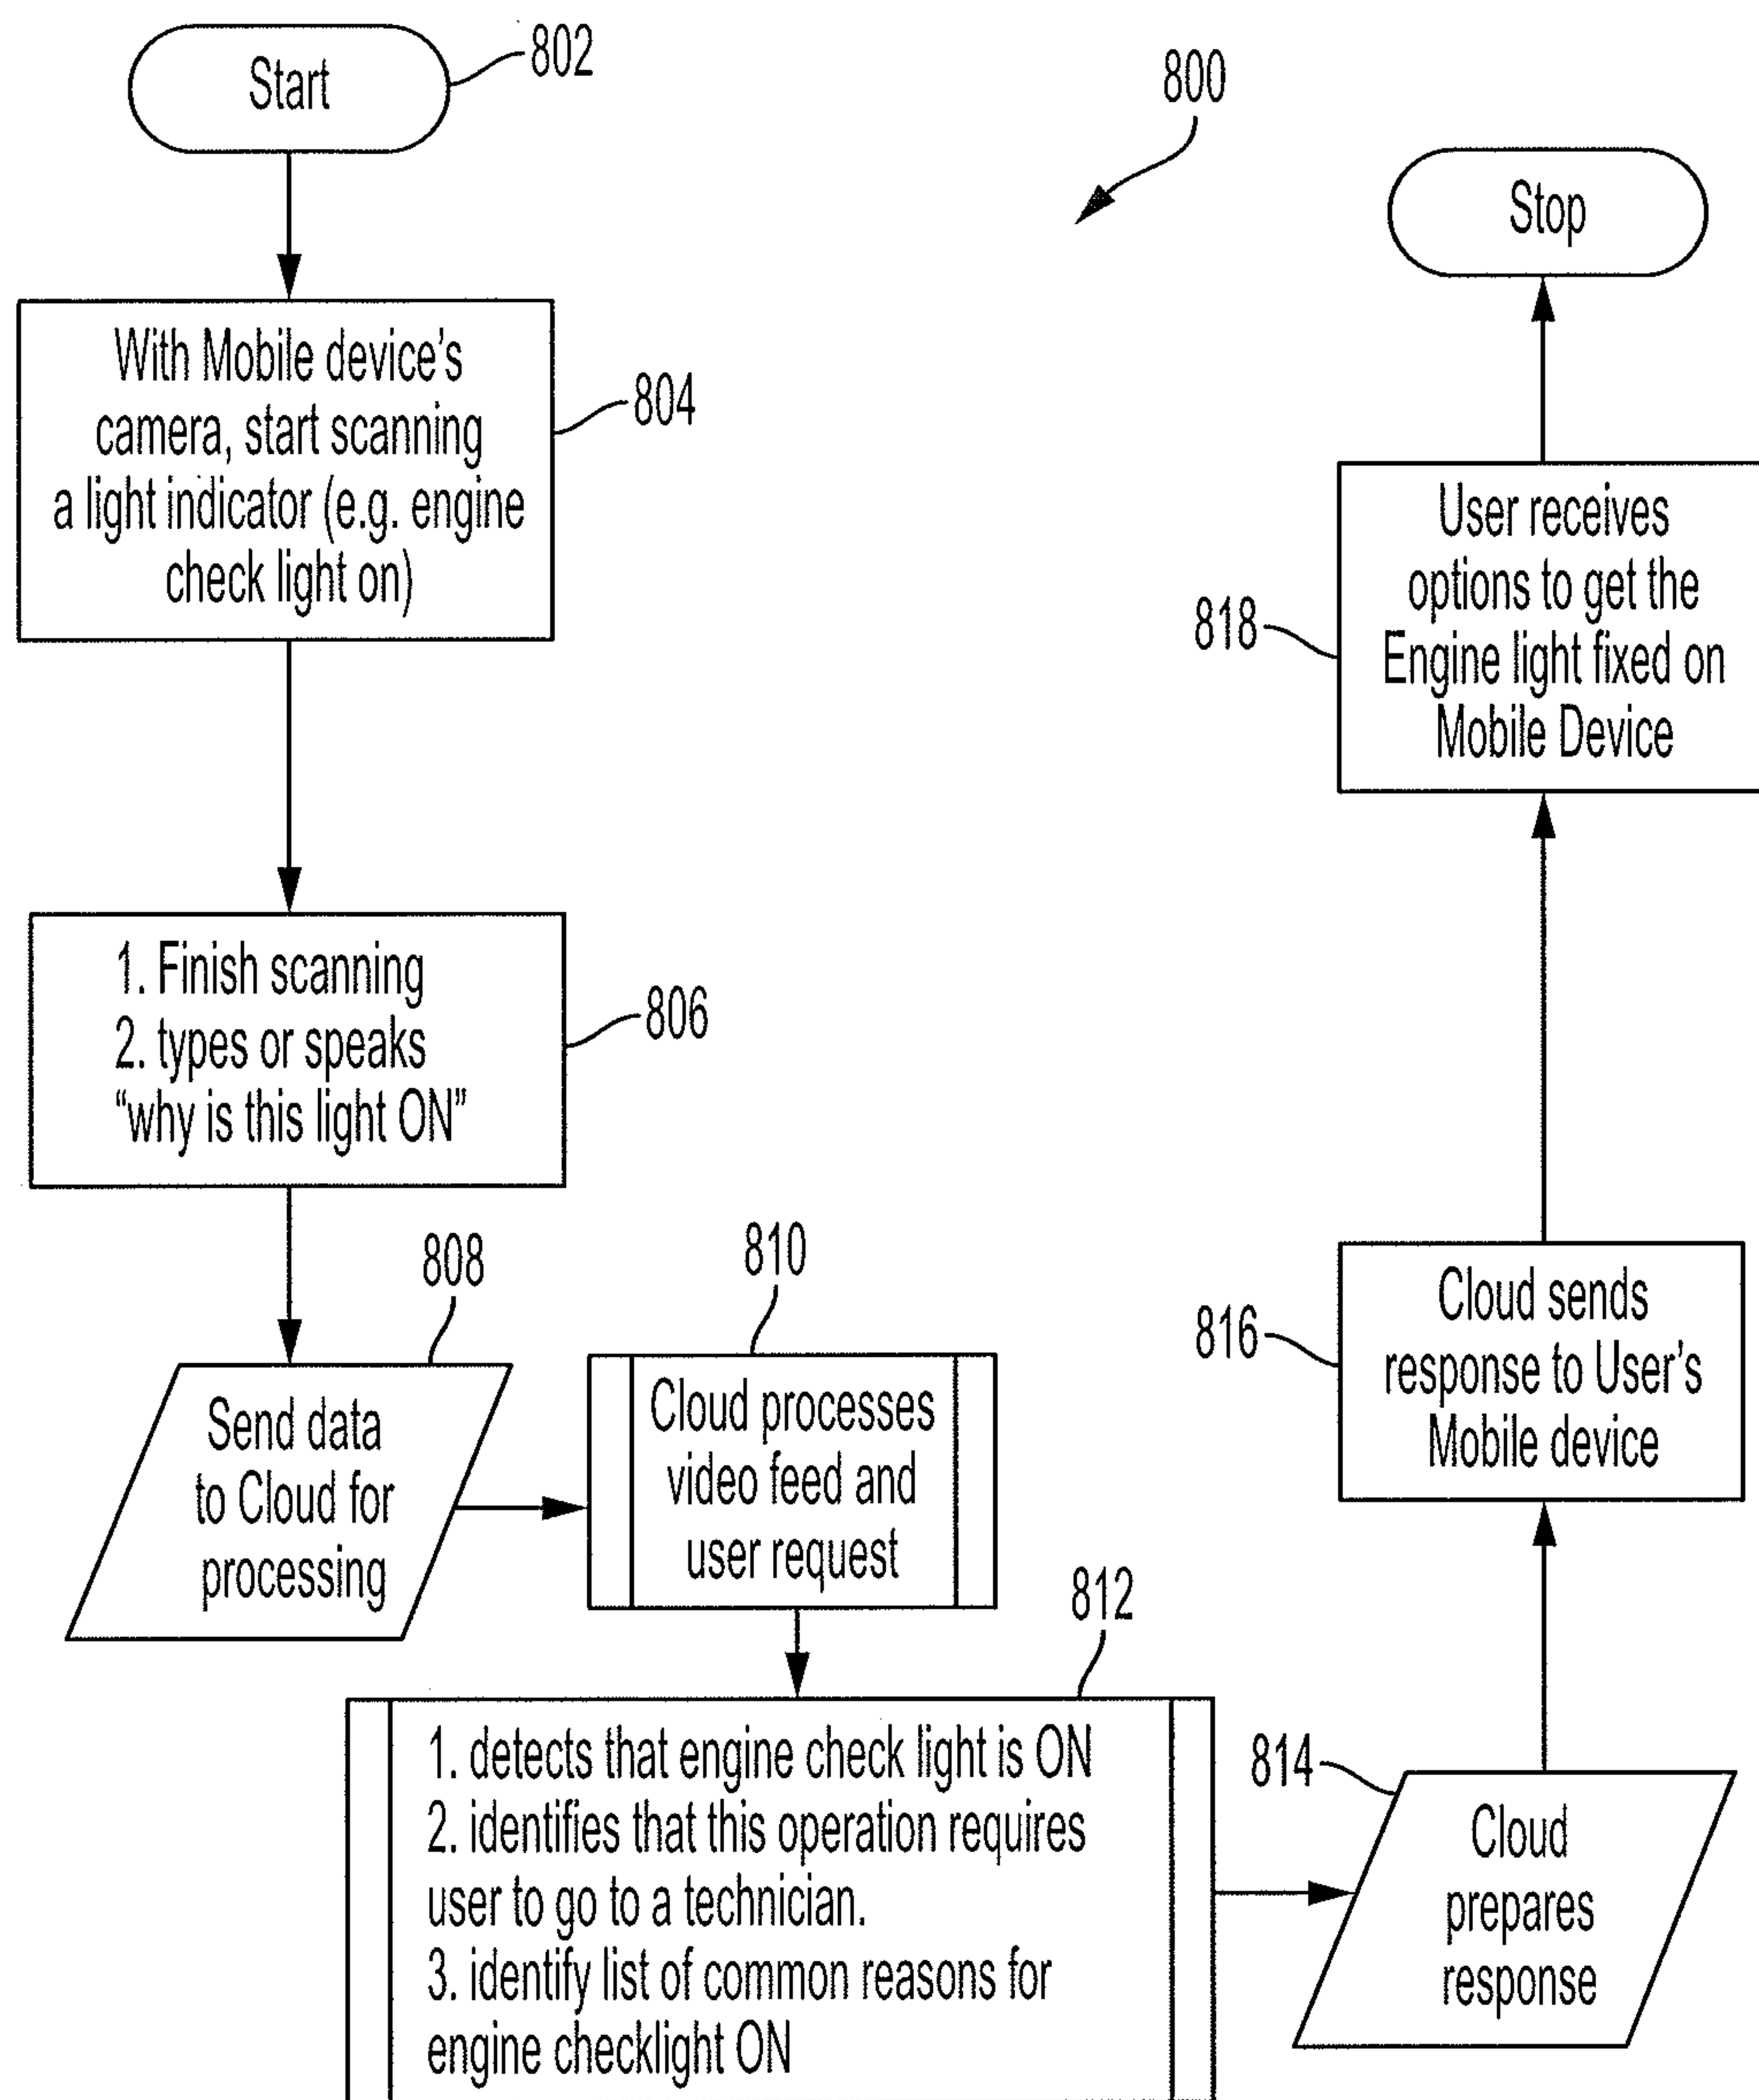 Start
802
800
With Mobile device's
camera, start scanning
a light indicator (e.g. engine
check light on)
804
1. Finish scanning
2. types or speaks
“why is this light ON”
806
808
Send data
to Cloud for
processing
810
Cloud processes
video feed and
user request
812
1. detects that engine check light is ON
2. identifies that this operation requires
user to go to a technician.
3. identify list of common reasons for
engine checklight ON
814
Cloud
prepares
response
816
Cloud sends
response to User's
Mobile device
818
User receives
options to get the
Engine light fixed on
Mobile Device
Stop